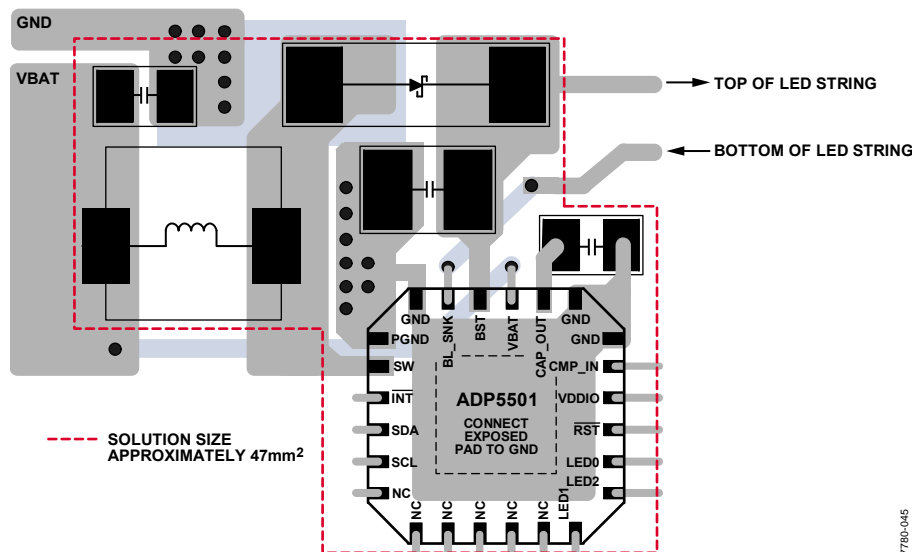 GND
VBAT
TOP OF LED STRING
BOTTOM OF LED STRING
GND
BL_SNK
BST
VBAT
CAP_OUT
GND
PGND
GND
SW
CMP_IN
INT
VDDIO
SDA
RST
SCL
LED0
NC
LED2
ADP5501
CONNECT
EXPOSED
PAD TO GND
NC
NC
NC
NC
NC
LED1
SOLUTION SIZE
APPROXIMATELY 47mm²
7780-045